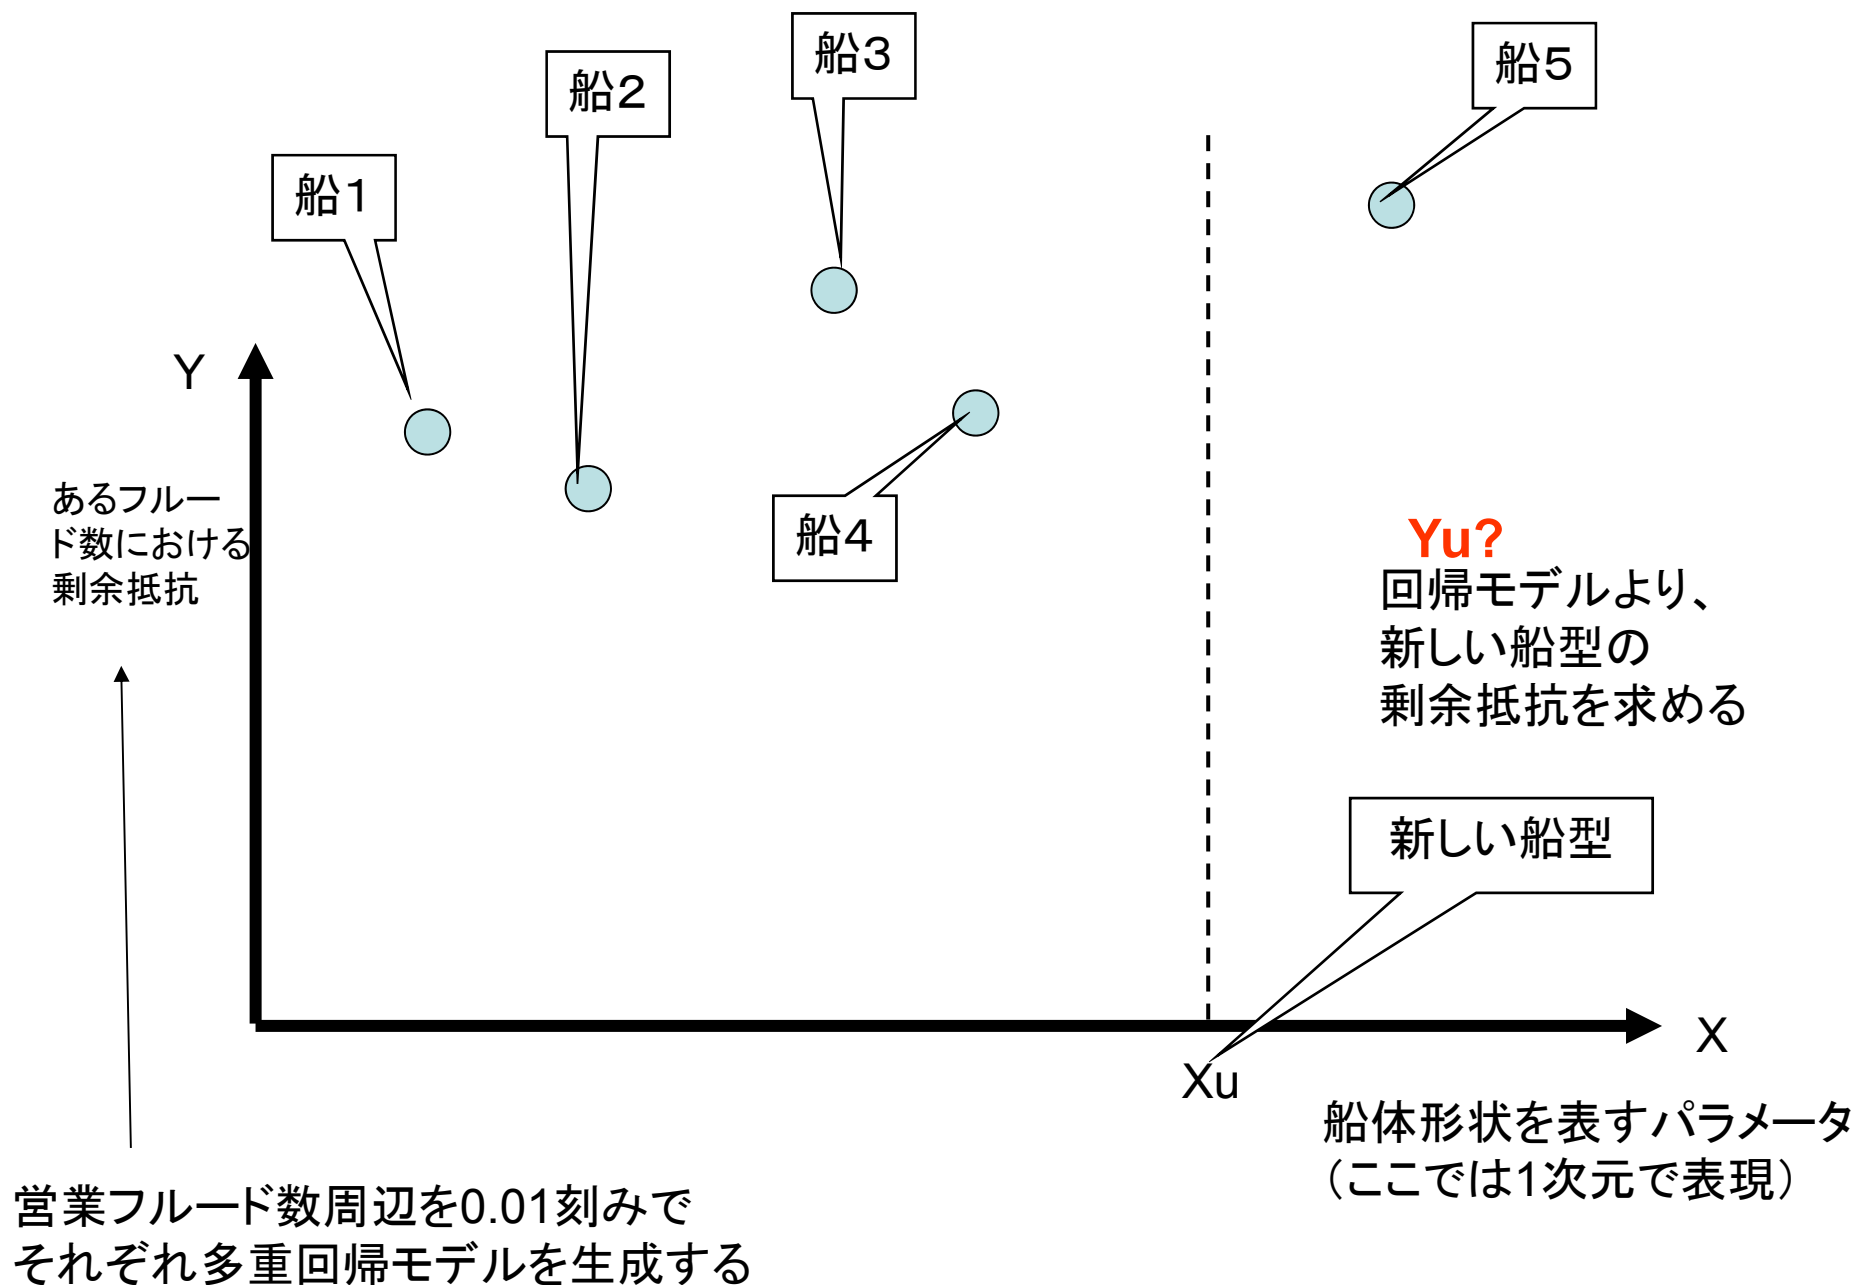 船3
船5
船2
船1
Y
船4
あるフルー
ド数における
剰余抵抗
Yu?
回帰モデルより、
新しい船型の
剰余抵抗を求める
新しい船型
X
Xu
船体形状を表すパラメータ
（ここでは1次元で表現）
営業フルード数周辺を0.01刻みで
それぞれ多重回帰モデルを生成する